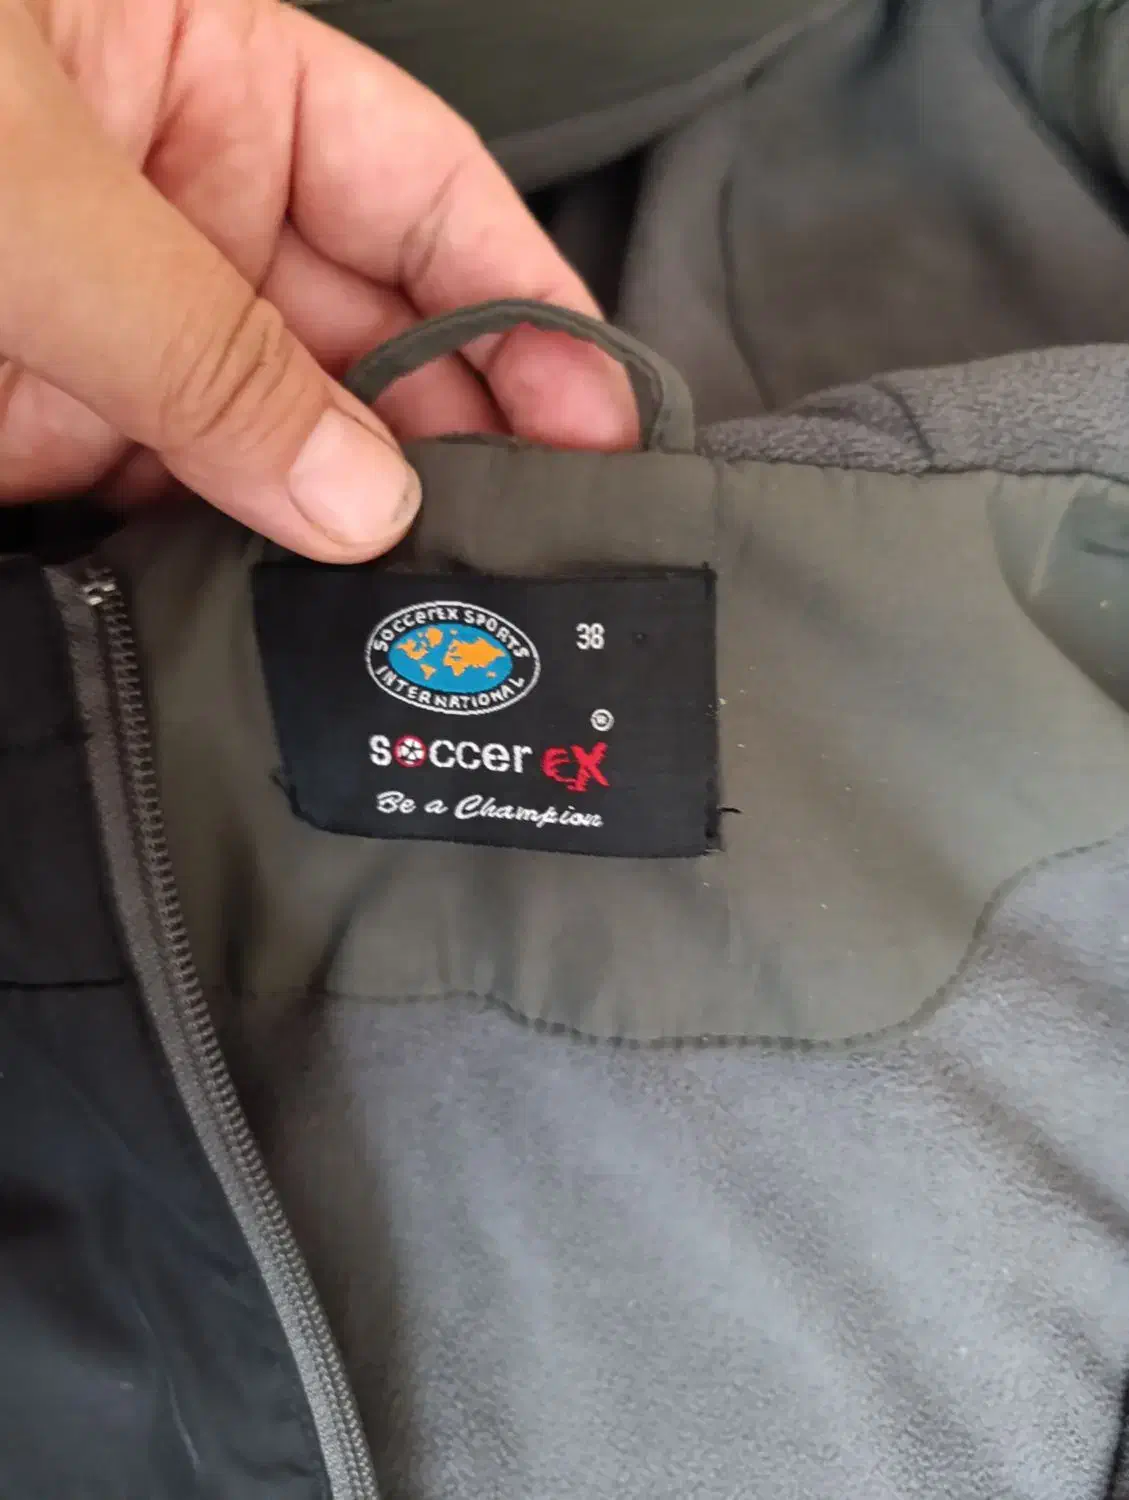 SOCCEREX SPORTS
INTERNATIONAL
38
®
soccer EX
Be a Champion